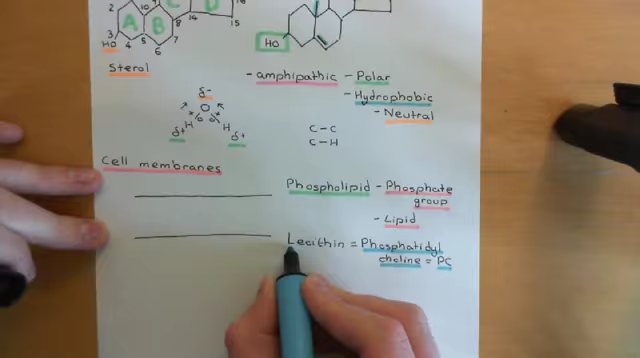 C D
2 10 A B 8 14 15
3 4 5 7
HO 6
HO
Sterol
- amphipathic - Polar
- Hydrophobic
- Neutral
δ-
O
H H
δ+ δ+
C-C
C-H
Cell membranes
Phospholipid - Phosphate
group
- Lipid
Lecithin = Phosphatidyl
choline = PC